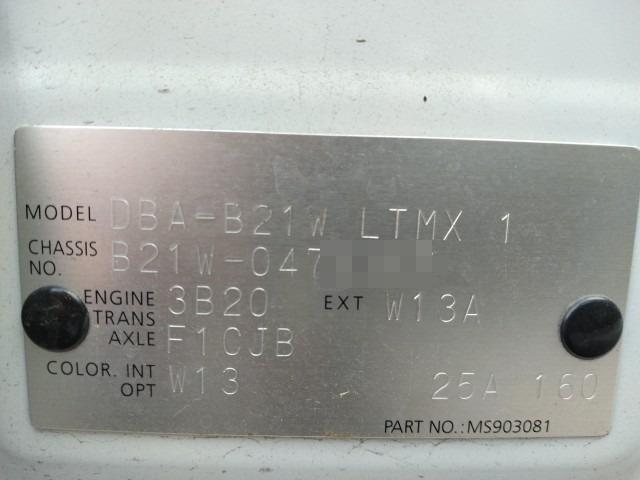 MODEL DBA-B21W LTMX 1
CHASSIS NO. B21W-047
ENGINE 3B20 EXT W13A
TRANS AXLE F1CJB
COLOR. INT OPT W13 25A 160
PART NO.: MS903081